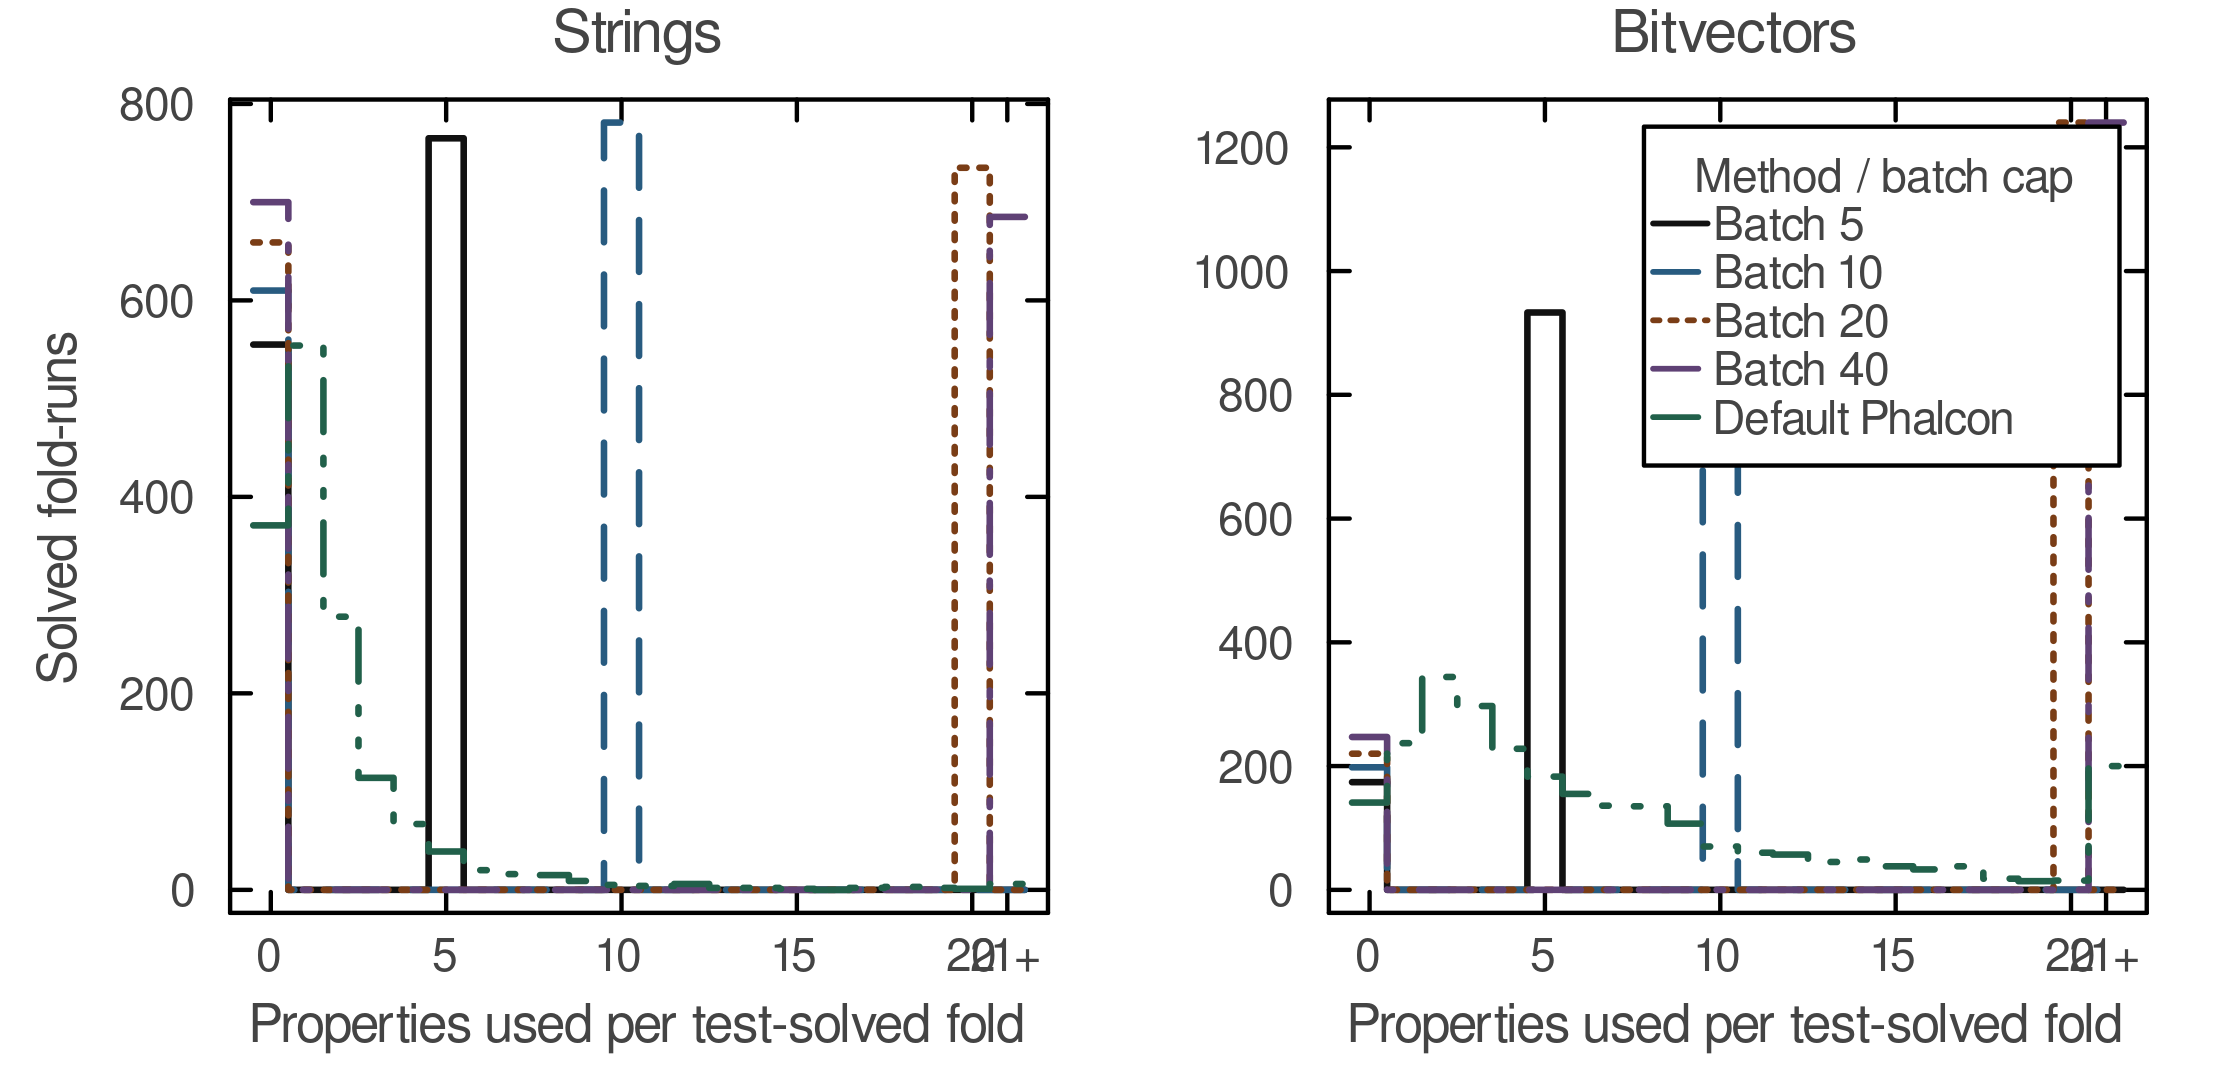 Strings
Bitvectors
800
600
400
200
0
Solved fold-runs
0 5 10 15 20 21+
Properties used per test-solved fold
1200
1000
800
600
400
200
0
Method / batch cap
Batch 5
Batch 10
Batch 20
Batch 40
Default Phalcon
0 5 10 15 20 21+
Properties used per test-solved fold